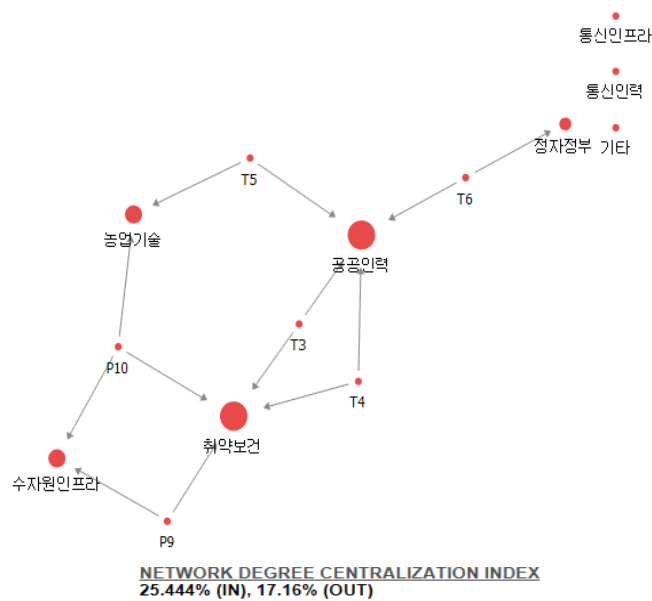 통신인프라
통신인력
정자정부
기타
T5
T6
농업기술
공공인력
T3
P10
T4
취약보건
수자원인프라
P9
NETWORK DEGREE CENTRALIZATION INDEX
25.444% (IN), 17.16% (OUT)